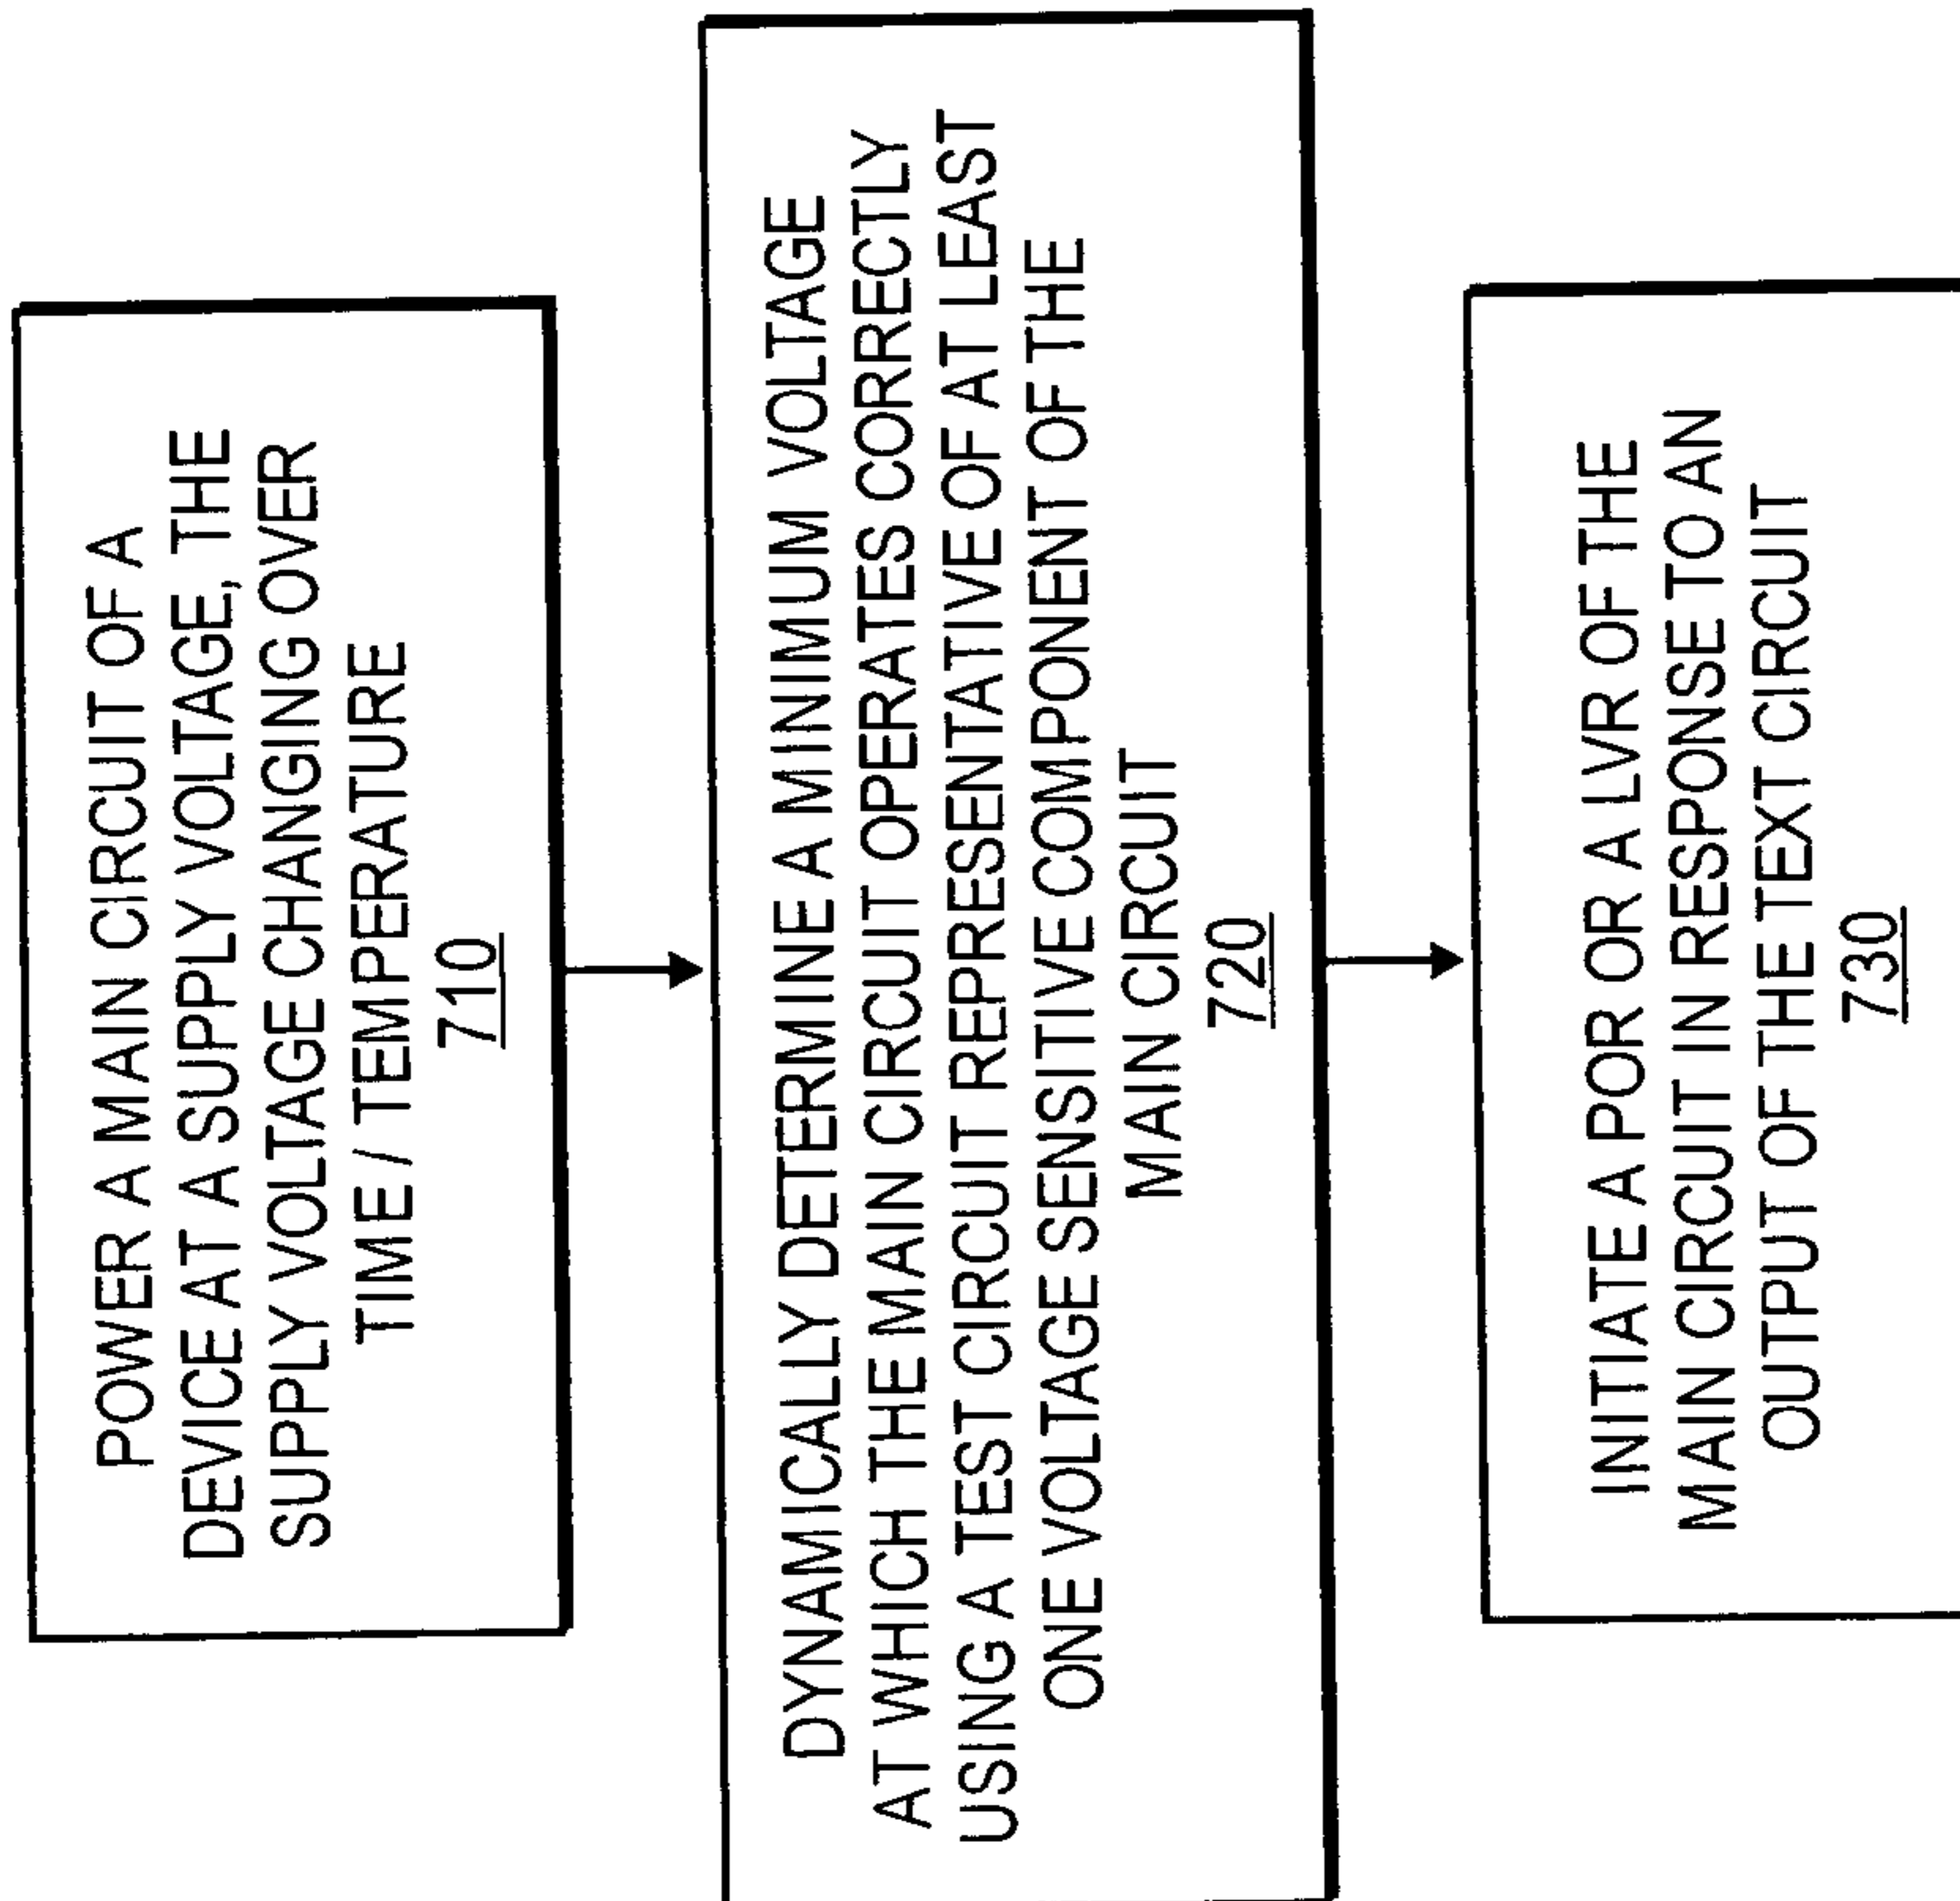 POWER A MAIN CIRCUIT OF A
DEVICE AT A SUPPLY VOLTAGE, THE
SUPPLY VOLTAGE CHANGING OVER
TIME / TEMPERATURE
710
DYNAMICALLY DETERMINE A MINIMUM VOLTAGE
AT WHICH THE MAIN CIRCUIT OPERATES CORRECTLY
USING A TEST CIRCUIT REPRESENTATIVE OF AT LEAST
ONE VOLTAGE SENSITIVE COMPONENT OF THE
MAIN CIRCUIT
720
INITIATE A POR OR A LVR OF THE
MAIN CIRCUIT IN RESPONSE TO AN
OUTPUT OF THE TEXT CIRCUIT
730